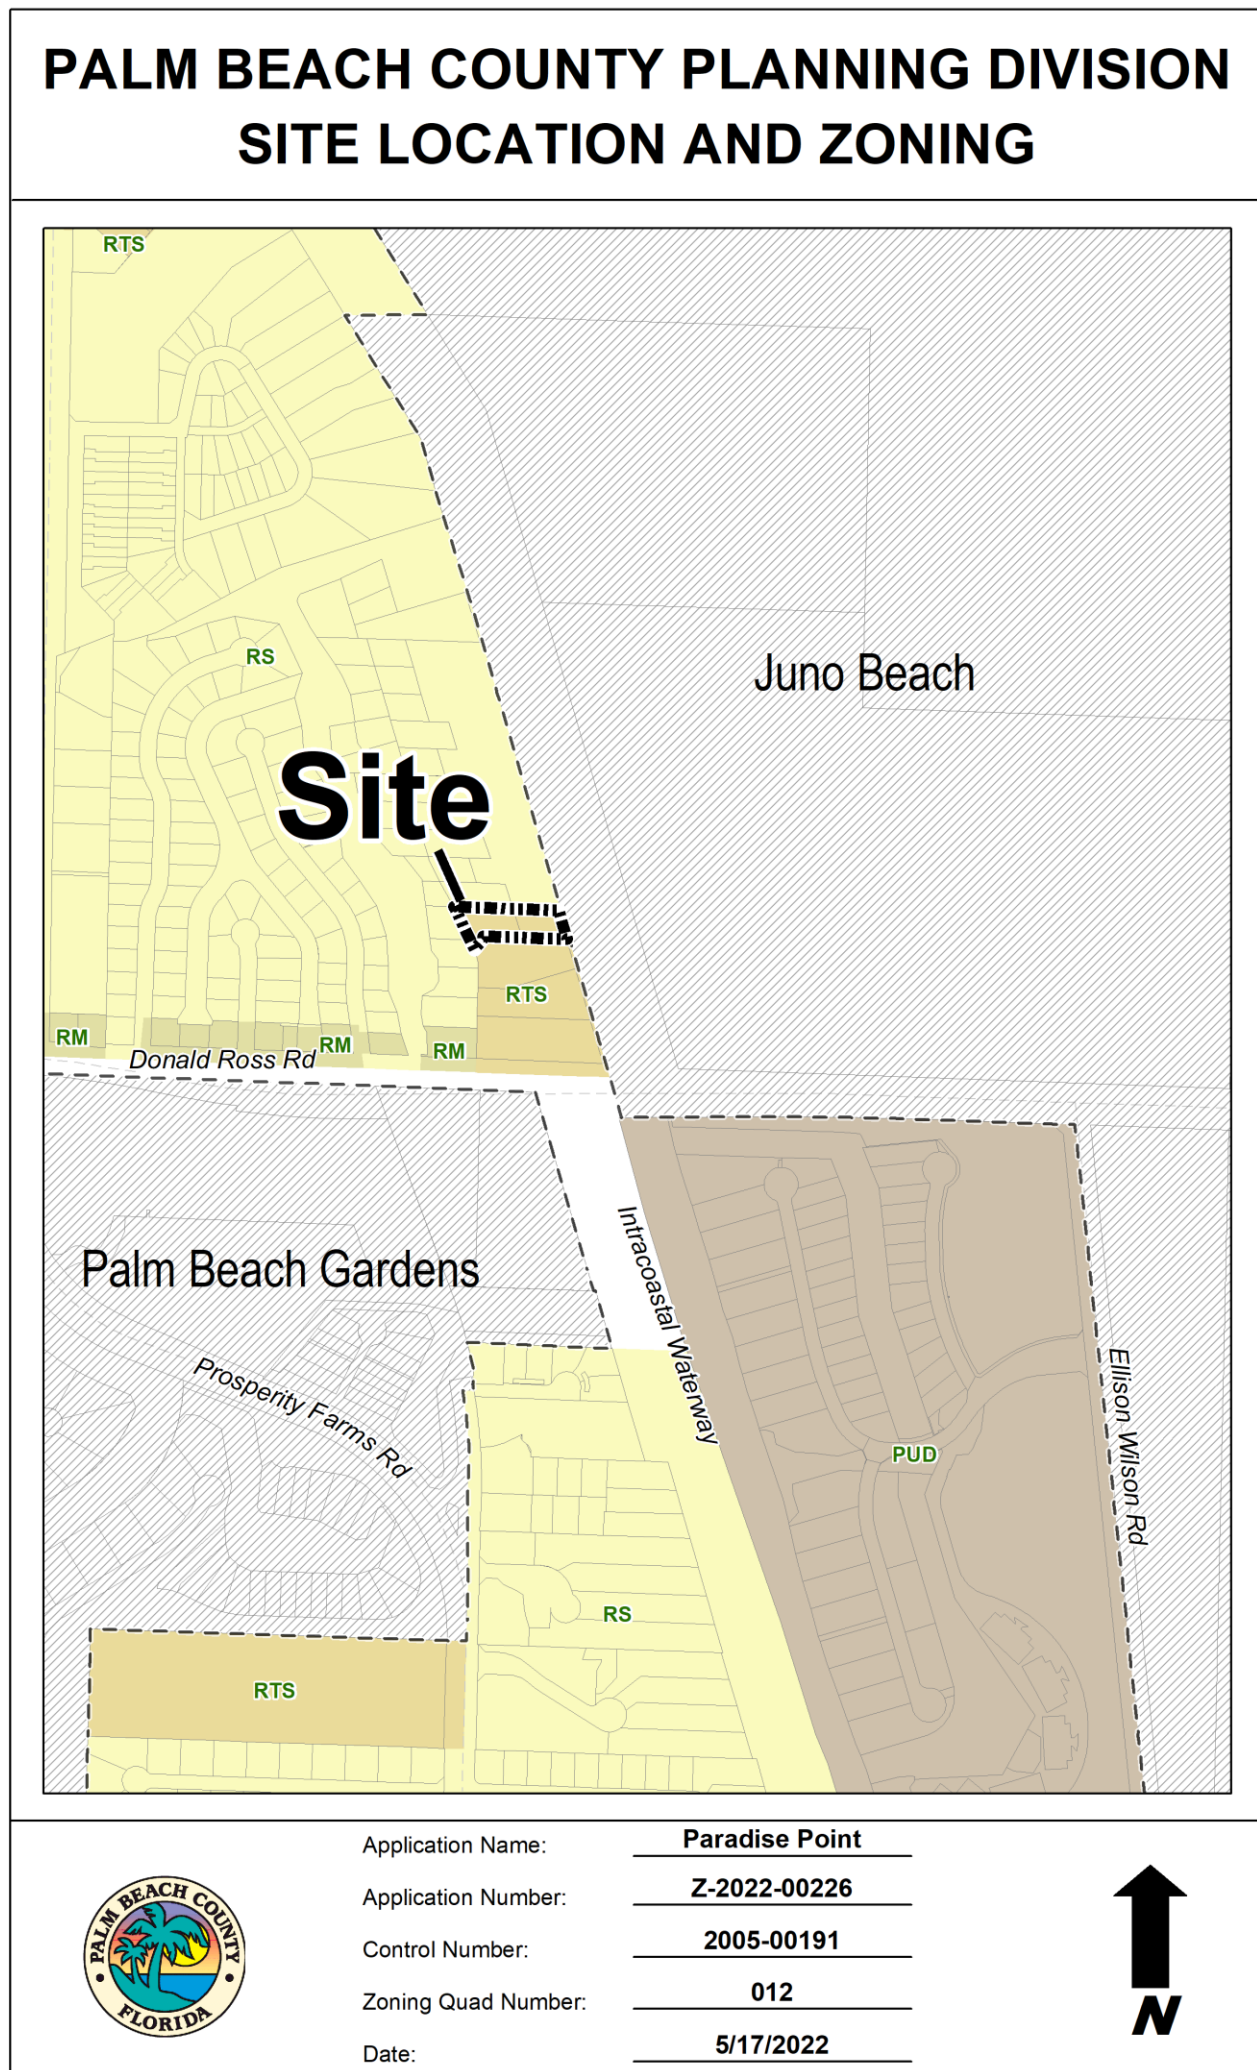 PALM BEACH COUNTY PLANNING DIVISION
SITE LOCATION AND ZONING
RTS
RS
Juno Beach
Site
RTS
RM
RM
RM
Donald Ross Rd
Palm Beach Gardens
Intracoastal Waterway
Prosperity Farms Rd
Ellison Wilson Rd
PUD
RS
RTS
Application Name: Paradise Point
Application Number: Z-2022-00226
Control Number: 2005-00191
Zoning Quad Number: 012
Date: 5/17/2022
PALM BEACH COUNTY
FLORIDA
N